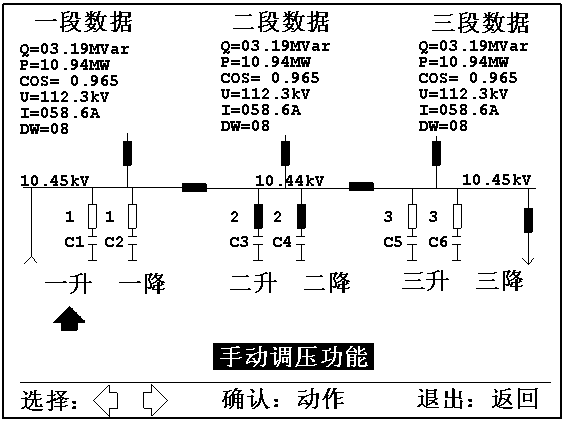 一段数据 二段数据 三段数据
Q=03.19MVar Q=03.19MVar Q=03.19MVar
P=10.94MW P=10.94MW P=10.94MW
COS= 0.965 COS= 0.965 COS= 0.965
U=112.3kV U=112.3kV U=112.3kV
I=058.6A I=058.6A I=058.6A
DW=08 DW=08 DW=08
10.45kV 10.44kV 10.45kV
1 1 2 2 3 3
C1 C2 C3 C4 C5 C6
一升 一降 二升 二降 三升 三降
手动调压功能
选择: 确认: 动作 退出: 返回